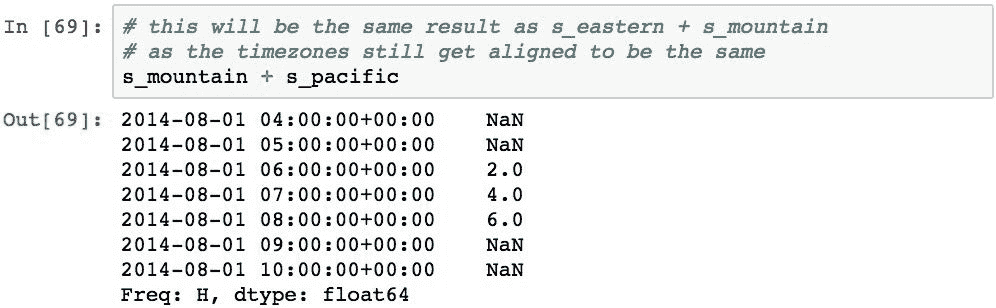 In [69]: # this will be the same result as s_eastern + s_mountain
# as the timezones still get aligned to be the same
s_mountain + s_pacific
Out[69]: 2014-08-01 04:00:00+00:00    NaN
2014-08-01 05:00:00+00:00    NaN
2014-08-01 06:00:00+00:00    2.0
2014-08-01 07:00:00+00:00    4.0
2014-08-01 08:00:00+00:00    6.0
2014-08-01 09:00:00+00:00    NaN
2014-08-01 10:00:00+00:00    NaN
Freq: H, dtype: float64